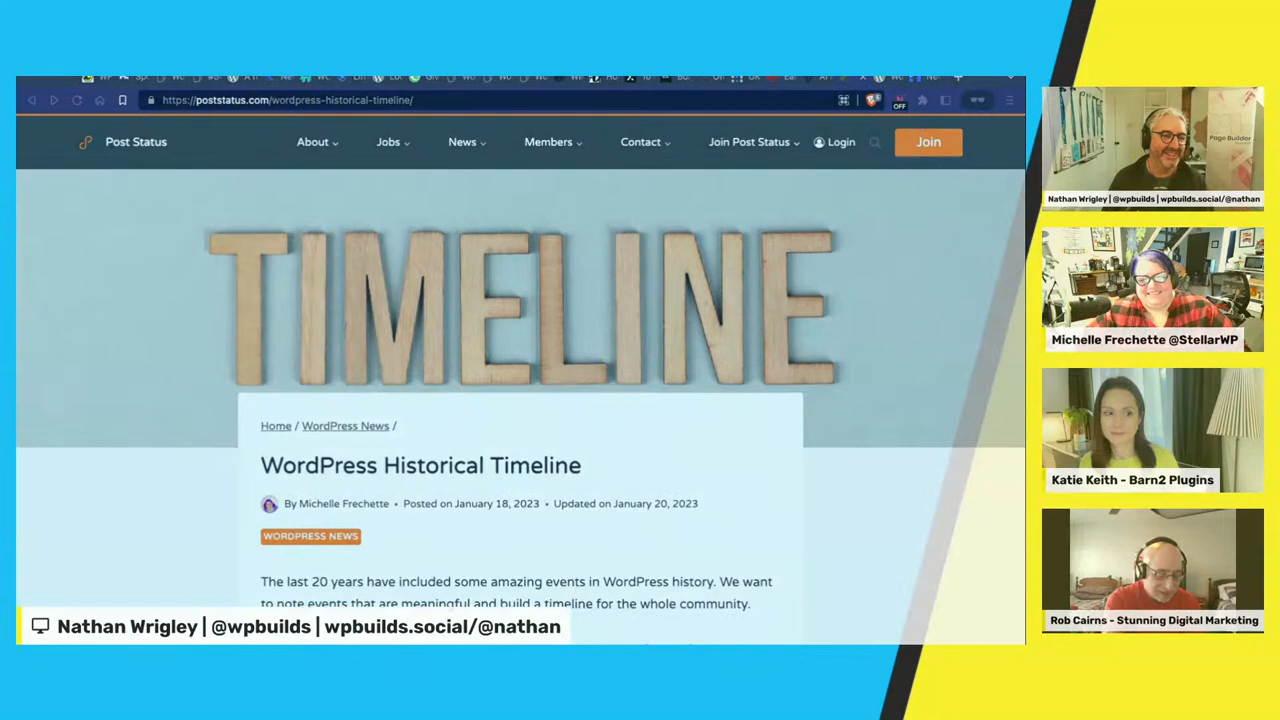 https://poststatus.com/wordpress-historical-timeline/
OFF
Post Status
About
Jobs
News
Members
Contact
Join Post Status
Login
Join
TIMELINE
Home / WordPress News /
WordPress Historical Timeline
By Michelle Frechette • Posted on January 18, 2023 • Updated on January 20, 2023
WORDPRESS NEWS
The last 20 years have included some amazing events in WordPress history. We want
to note events that are meaningful and build a timeline for the whole community.
Nathan Wrigley | @wpbuilds | wpbuilds.social/@nathan
Page Builder
Nathan Wrigley | @wpbuilds | wpbuilds.social/@nathan
Michelle Frechette @StellarWP
Katie Keith - Barn2 Plugins
Rob Cairns - Stunning Digital Marketing